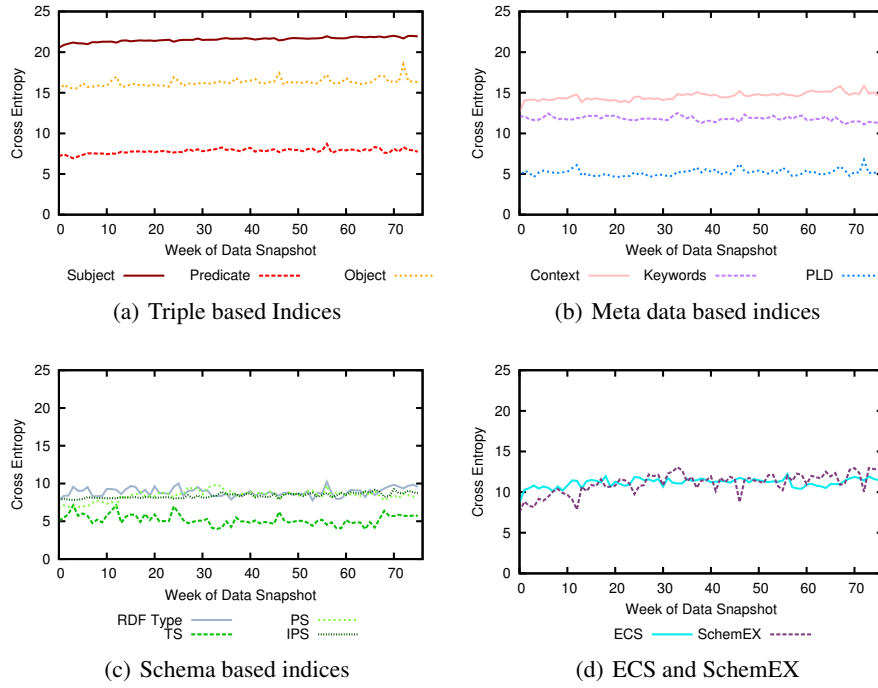 25
20
15
10
5
0
Cross Entropy
0 10 20 30 40 50 60 70
Week of Data Snapshot
Subject Predicate Object
(a) Triple based Indices
25
20
15
10
5
0
Cross Entropy
0 10 20 30 40 50 60 70
Week of Data Snapshot
Context Keywords PLD
(b) Meta data based indices
25
20
15
10
5
0
Cross Entropy
0 10 20 30 40 50 60 70
Week of Data Snapshot
RDF Type PS
TS IPS
(c) Schema based indices
25
20
15
10
5
0
Cross Entropy
0 10 20 30 40 50 60 70
Week of Data Snapshot
ECS SchemEX
(d) ECS and SchemEX